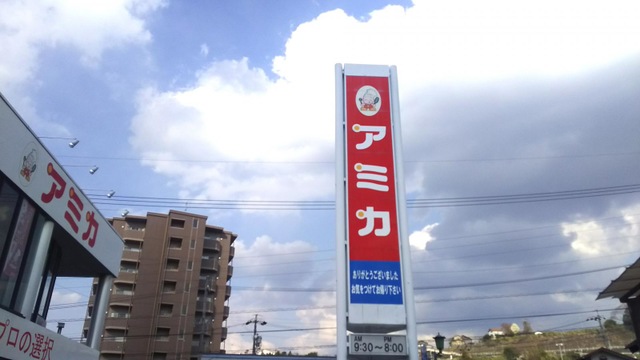 アミカ
アミカ
ありがとうございました
お気をつけてお帰り下さい
AM PM
9:30〜8:00
プロの選択